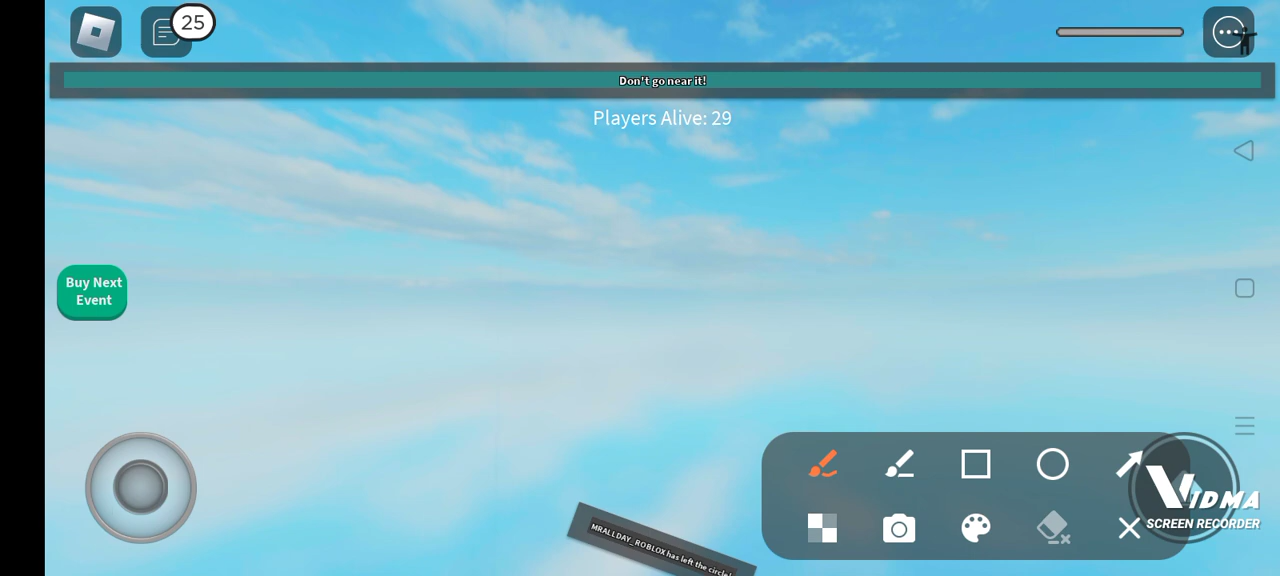 25
Don't go near it!
Players Alive: 29
Buy Next
Event
MRALLDAY_ROBLOX has left the circle!
VIDMA
SCREEN RECORDER